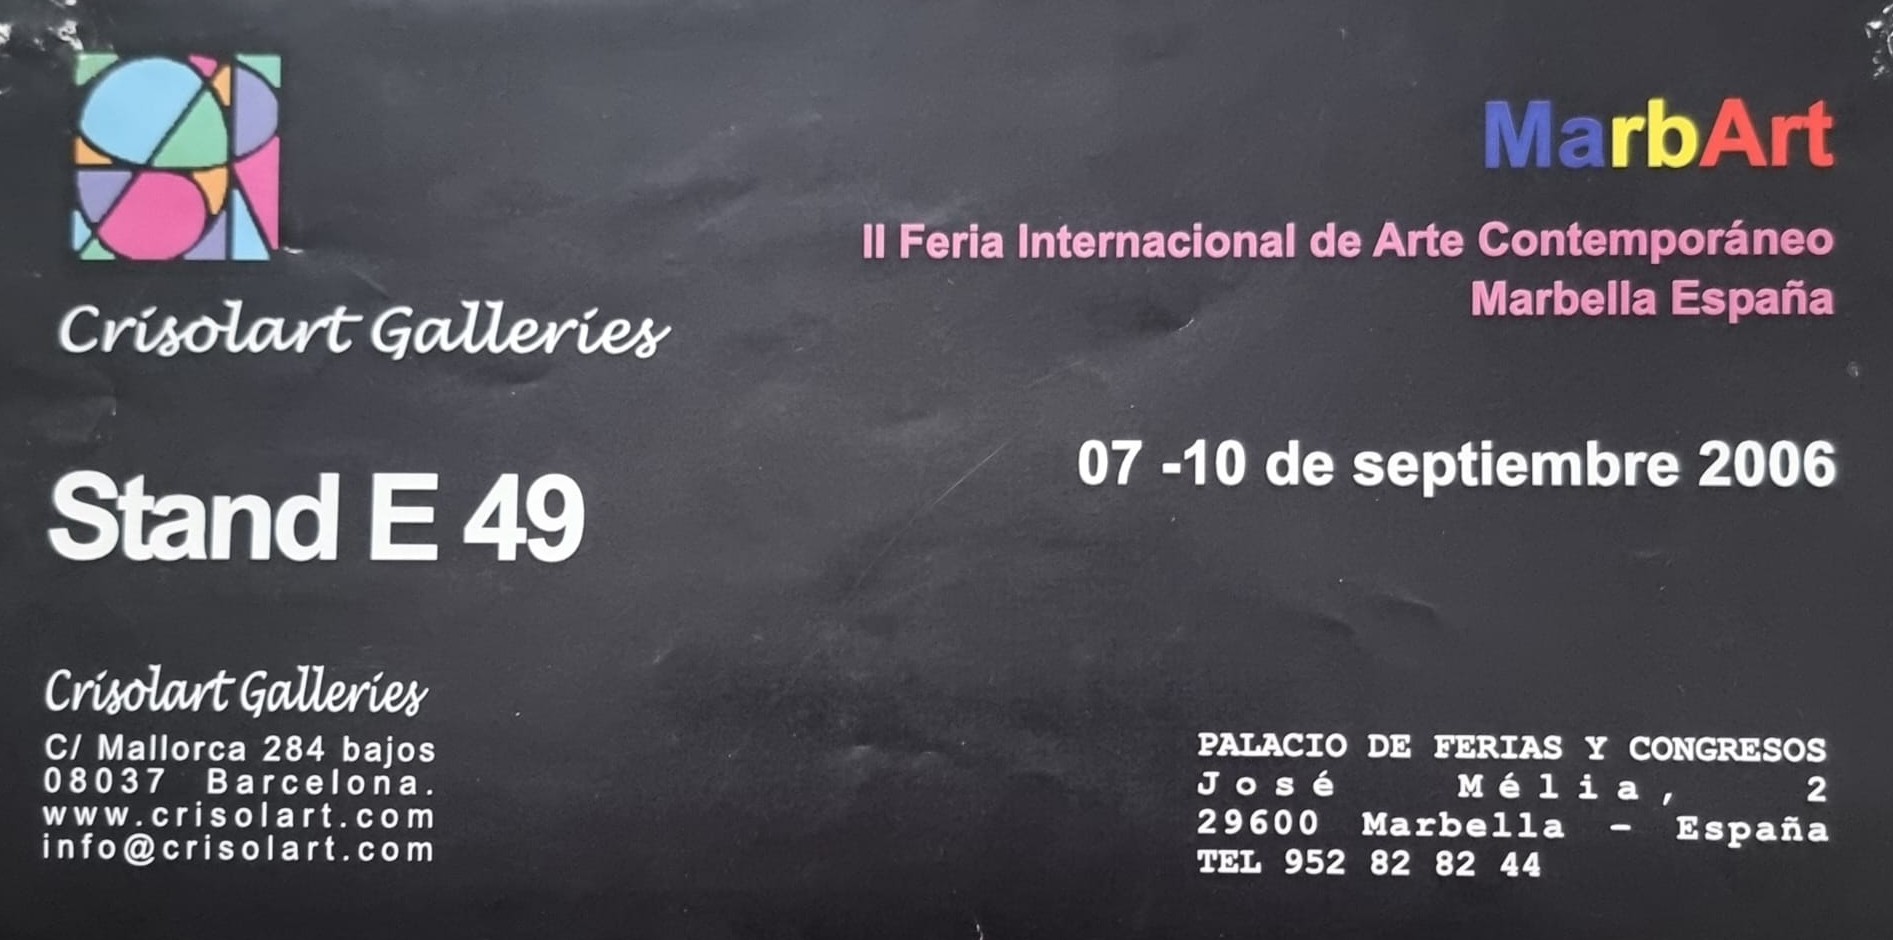 Crisolart Galleries
Stand E 49
Crisolart Galleries
C/ Mallorca 284 bajos
08037 Barcelona.
www.crisolart.com
info@crisolart.com
MarbArt
II Feria Internacional de Arte Contemporáneo
Marbella España
07 -10 de septiembre 2006
PALACIO DE FERIAS Y CONGRESOS
José Mélia, 2
29600 Marbella - España
TEL 952 82 82 44